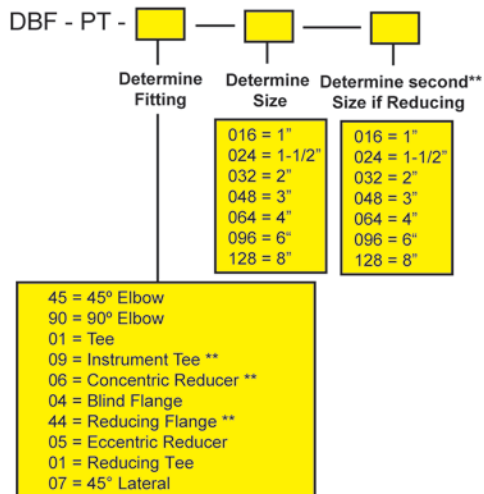 DBF - PT -
Determine Fitting
Determine Size
Determine second** Size if Reducing
016 = 1”
024 = 1-1/2”
032 = 2”
048 = 3”
064 = 4”
096 = 6“
128 = 8”
016 = 1”
024 = 1-1/2”
032 = 2”
048 = 3”
064 = 4”
096 = 6“
128 = 8”
45 = 45º Elbow
90 = 90º Elbow
01 = Tee
09 = Instrument Tee **
06 = Concentric Reducer **
04 = Blind Flange
44 = Reducing Flange **
05 = Eccentric Reducer
01 = Reducing Tee
07 = 45° Lateral